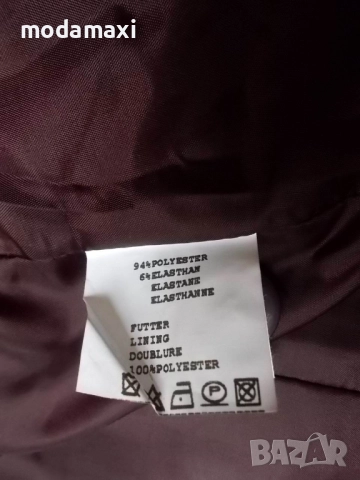 modamaxi
94%POLYESTER
6%ELASTHAN
ELASTANE
ELASTHANNE
FUTTER
LINING
DOUBLURE
100%POLYESTER
P
BAZAR